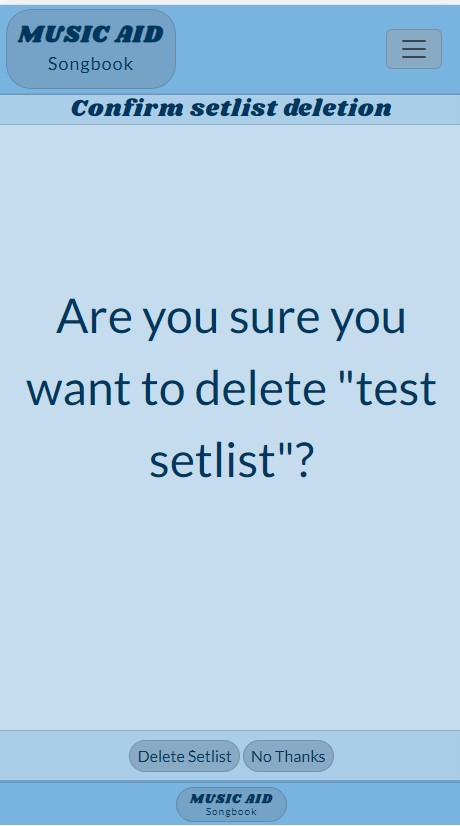 MUSIC AID
Songbook
Confirm setlist deletion
Are you sure you
want to delete "test
setlist"?
Delete Setlist No Thanks
MUSIC AID
Songbook